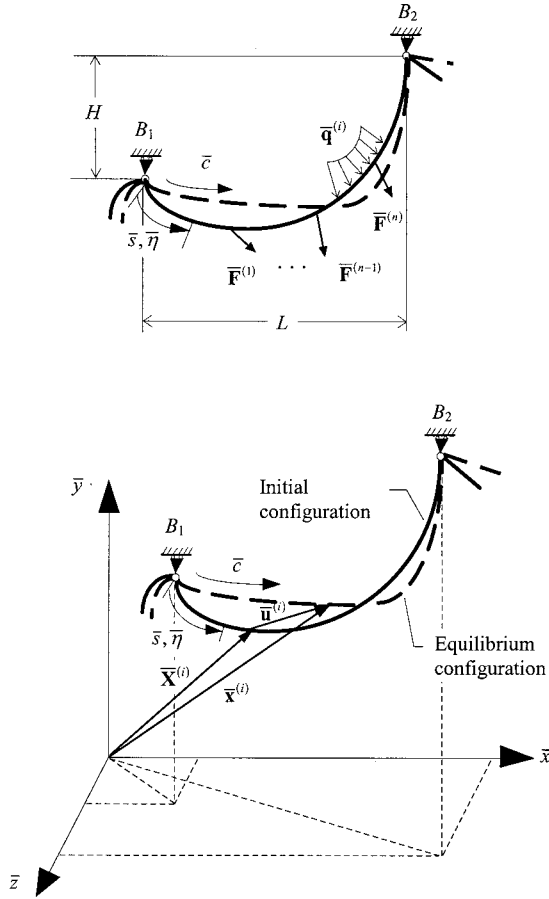 B₂
H
B₁
c̅
q̅⁽ⁱ⁾
s̅, η̅
F̅⁽ⁿ⁾
F̅⁽¹⁾ · · · F̅⁽ⁿ⁻¹⁾
L
B₂
y̅
Initial
configuration
B₁
c̅
u̅⁽ⁱ⁾
s̅, η̅
Equilibrium
configuration
X̅⁽ⁱ⁾
x̅⁽ⁱ⁾
x̅
z̅